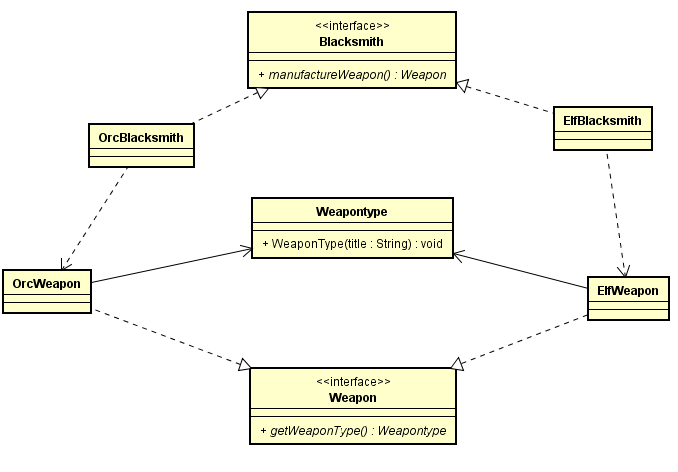 <<interface>>
Blacksmith
+ manufactureWeapon() : Weapon
OrcBlacksmith
ElfBlacksmith
Weapontype
+ WeaponType(title : String) : void
OrcWeapon
ElfWeapon
<<interface>>
Weapon
+ getWeaponType() : Weapontype